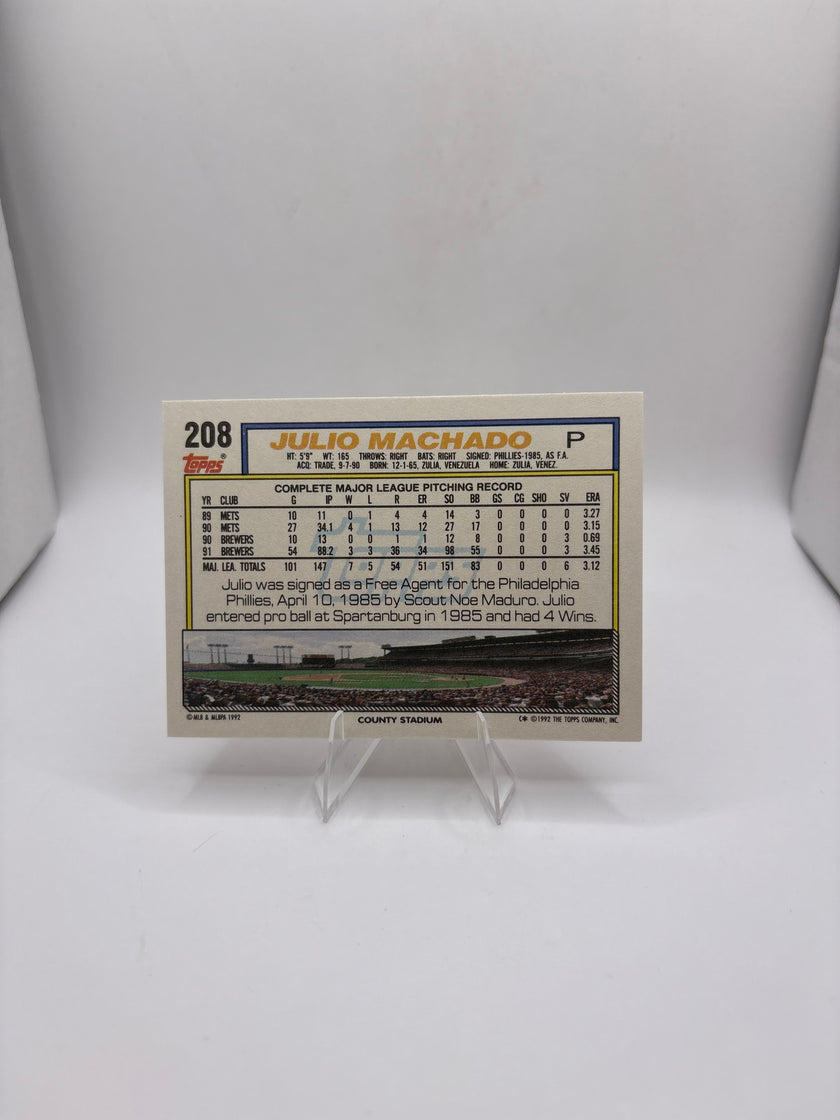 208
Topps®
JULIO MACHADO P
HT: 5'9" WT: 165 THROWS: RIGHT BATS: RIGHT SIGNED: PHILLIES-1985, AS F.A.
ACQ: TRADE, 9-7-90 BORN: 12-1-65, ZULIA, VENEZUELA HOME: ZULIA, VENEZ.
COMPLETE MAJOR LEAGUE PITCHING RECORD
YR CLUB G IP W L R ER SO BB GS CG SHO SV ERA
89 METS 10 11 0 1 4 4 14 3 0 0 0 0 3.27
90 METS 27 34.1 4 1 13 12 27 17 0 0 0 0 3.15
90 BREWERS 10 13 0 0 1 1 12 8 0 0 0 3 0.69
91 BREWERS 54 88.2 3 3 36 34 98 55 0 0 0 3 3.45
MAJ. LEA. TOTALS 101 147 7 5 54 51 151 83 0 0 0 6 3.12
Topps
Julio was signed as a Free Agent for the Philadelphia
Phillies, April 10, 1985 by Scout Noe Maduro. Julio
entered pro ball at Spartanburg in 1985 and had 4 Wins.
©MLB & MLBPA 1992 COUNTY STADIUM C* ©1992 THE TOPPS COMPANY, INC.